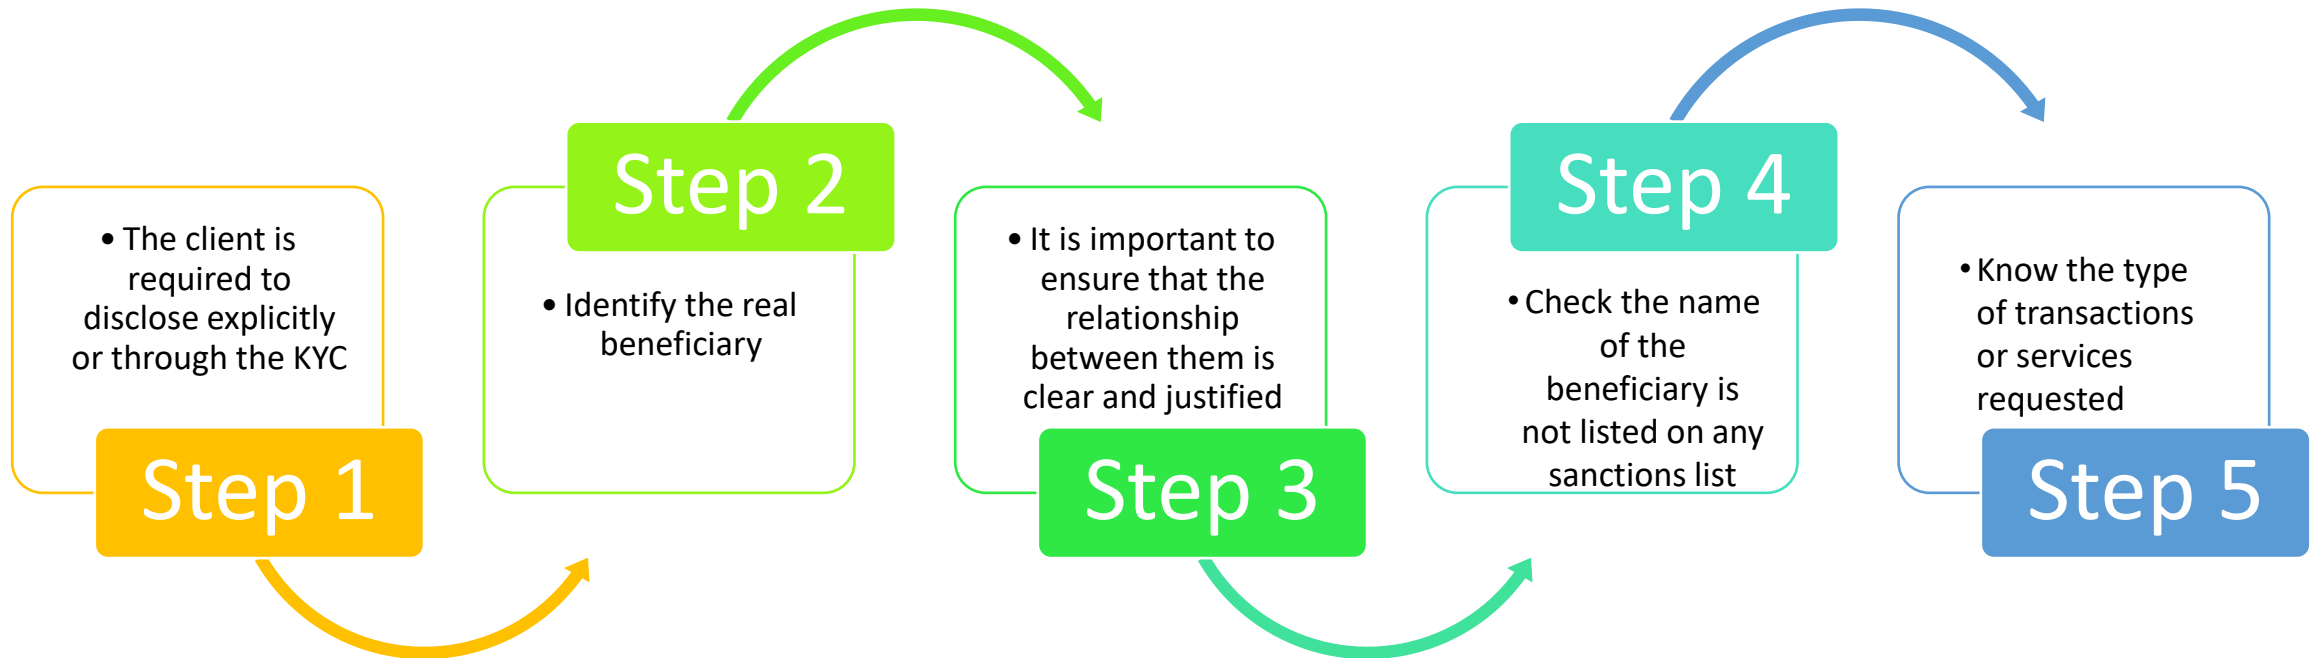 • The client is
required to
disclose explicitly
or through the KYC
Step 1
Step 2
• Identify the real
beneficiary
• It is important to
ensure that the
relationship
between them is
clear and justified
Step 3
Step 4
• Check the name
of the
beneficiary is
not listed on any
sanctions list
• Know the type
of transactions
or services
requested
Step 5